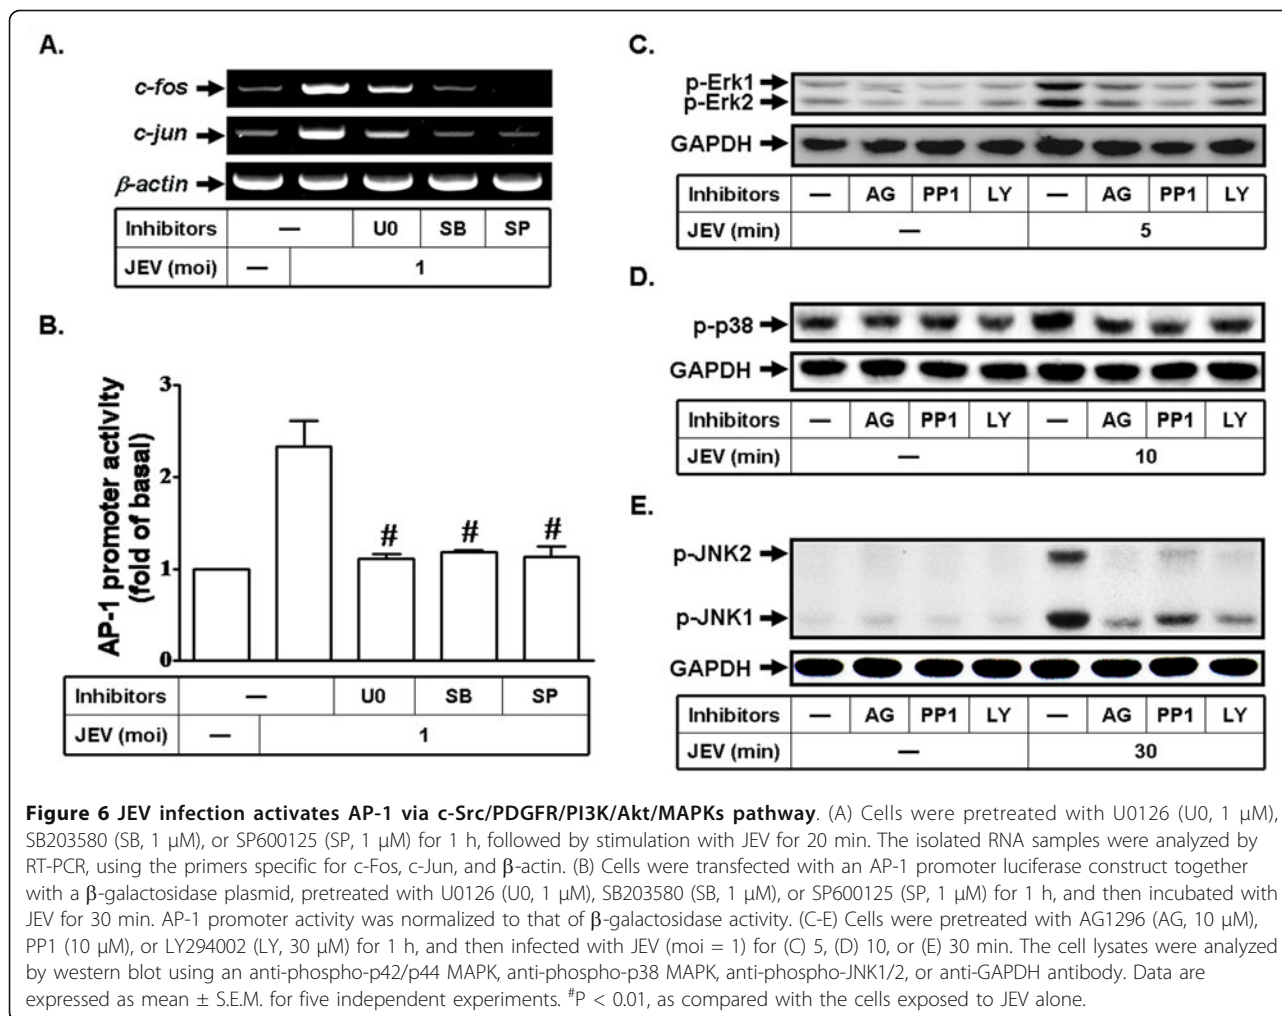 A.
c-fos
c-jun
β-actin
Inhibitors — U0 SB SP
JEV (moi) — 1
B.
AP-1 promoter activity
(fold of basal)
3
2
1
0
# # #
Inhibitors — U0 SB SP
JEV (moi) — 1
C.
p-Erk1
p-Erk2
GAPDH
Inhibitors — AG PP1 LY — AG PP1 LY
JEV (min) — 5
D.
p-p38
GAPDH
Inhibitors — AG PP1 LY — AG PP1 LY
JEV (min) — 10
E.
p-JNK2
p-JNK1
GAPDH
Inhibitors — AG PP1 LY — AG PP1 LY
JEV (min) — 30
Figure 6 JEV infection activates AP-1 via c-Src/PDGFR/PI3K/Akt/MAPKs pathway. (A) Cells were pretreated with U0126 (U0, 1 μM),
SB203580 (SB, 1 μM), or SP600125 (SP, 1 μM) for 1 h, followed by stimulation with JEV for 20 min. The isolated RNA samples were analyzed by
RT-PCR, using the primers specific for c-Fos, c-Jun, and β-actin. (B) Cells were transfected with an AP-1 promoter luciferase construct together
with a β-galactosidase plasmid, pretreated with U0126 (U0, 1 μM), SB203580 (SB, 1 μM), or SP600125 (SP, 1 μM) for 1 h, and then incubated with
JEV for 30 min. AP-1 promoter activity was normalized to that of β-galactosidase activity. (C-E) Cells were pretreated with AG1296 (AG, 10 μM),
PP1 (10 μM), or LY294002 (LY, 30 μM) for 1 h, and then infected with JEV (moi = 1) for (C) 5, (D) 10, or (E) 30 min. The cell lysates were analyzed
by western blot using an anti-phospho-p42/p44 MAPK, anti-phospho-p38 MAPK, anti-phospho-JNK1/2, or anti-GAPDH antibody. Data are
expressed as mean ± S.E.M. for five independent experiments. #P < 0.01, as compared with the cells exposed to JEV alone.